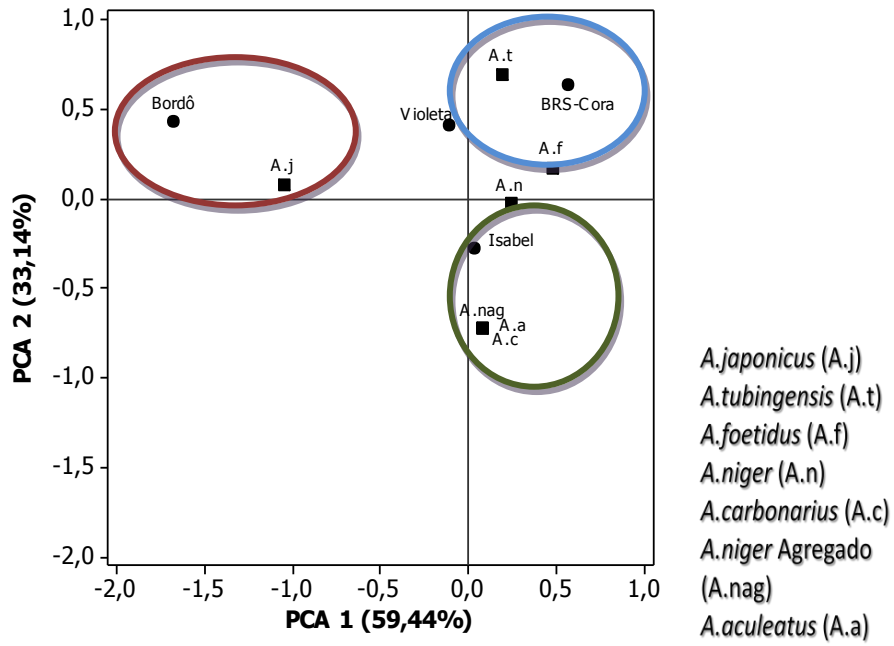 1,0
0,5
0,0
-0,5
-1,0
-1,5
-2,0
PCA 2 (33,14%)
A.t
Bordô
Violeta
BRS-Cora
A.f
A.j
A.n
Isabel
A.nag
A.a
A.c
-2,0 -1,5 -1,0 -0,5 0,0 0,5 1,0
PCA 1 (59,44%)
A.japonicus (A.j)
A.tubingensis (A.t)
A.foetidus (A.f)
A.niger (A.n)
A.carbonarius (A.c)
A.niger Agregado
(A.nag)
A.aculeatus (A.a)